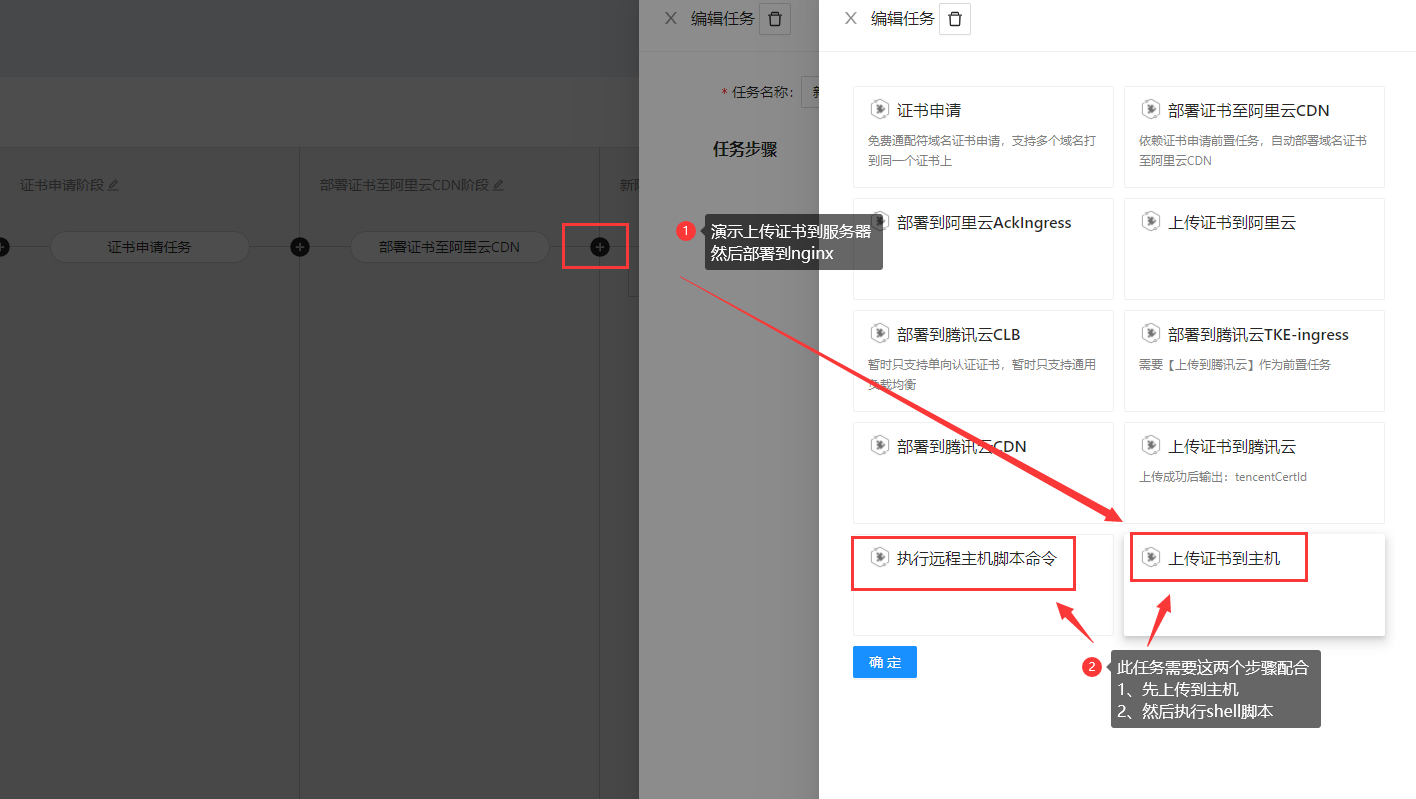 编辑任务
编辑任务
* 任务名称:
任务步骤
证书申请阶段
部署证书至阿里云CDN阶段
证书申请任务
部署证书至阿里云CDN
1
演示上传证书到服务器
然后部署到nginx
证书申请
免费通配符域名证书申请，支持多个域名打
到同一个证书上
部署证书至阿里云CDN
依赖证书申请前置任务，自动部署域名证书
至阿里云CDN
部署到阿里云AckIngress
上传证书到阿里云
部署到腾讯云CLB
暂时只支持单向认证证书，暂时只支持通用
负载均衡
部署到腾讯云TKE-ingress
需要【上传到腾讯云】作为前置任务
部署到腾讯云CDN
上传证书到腾讯云
上传成功后输出：tencentCertId
执行远程主机脚本命令
上传证书到主机
确 定
2
此任务需要这两个步骤配合
1、先上传到主机
2、然后执行shell脚本